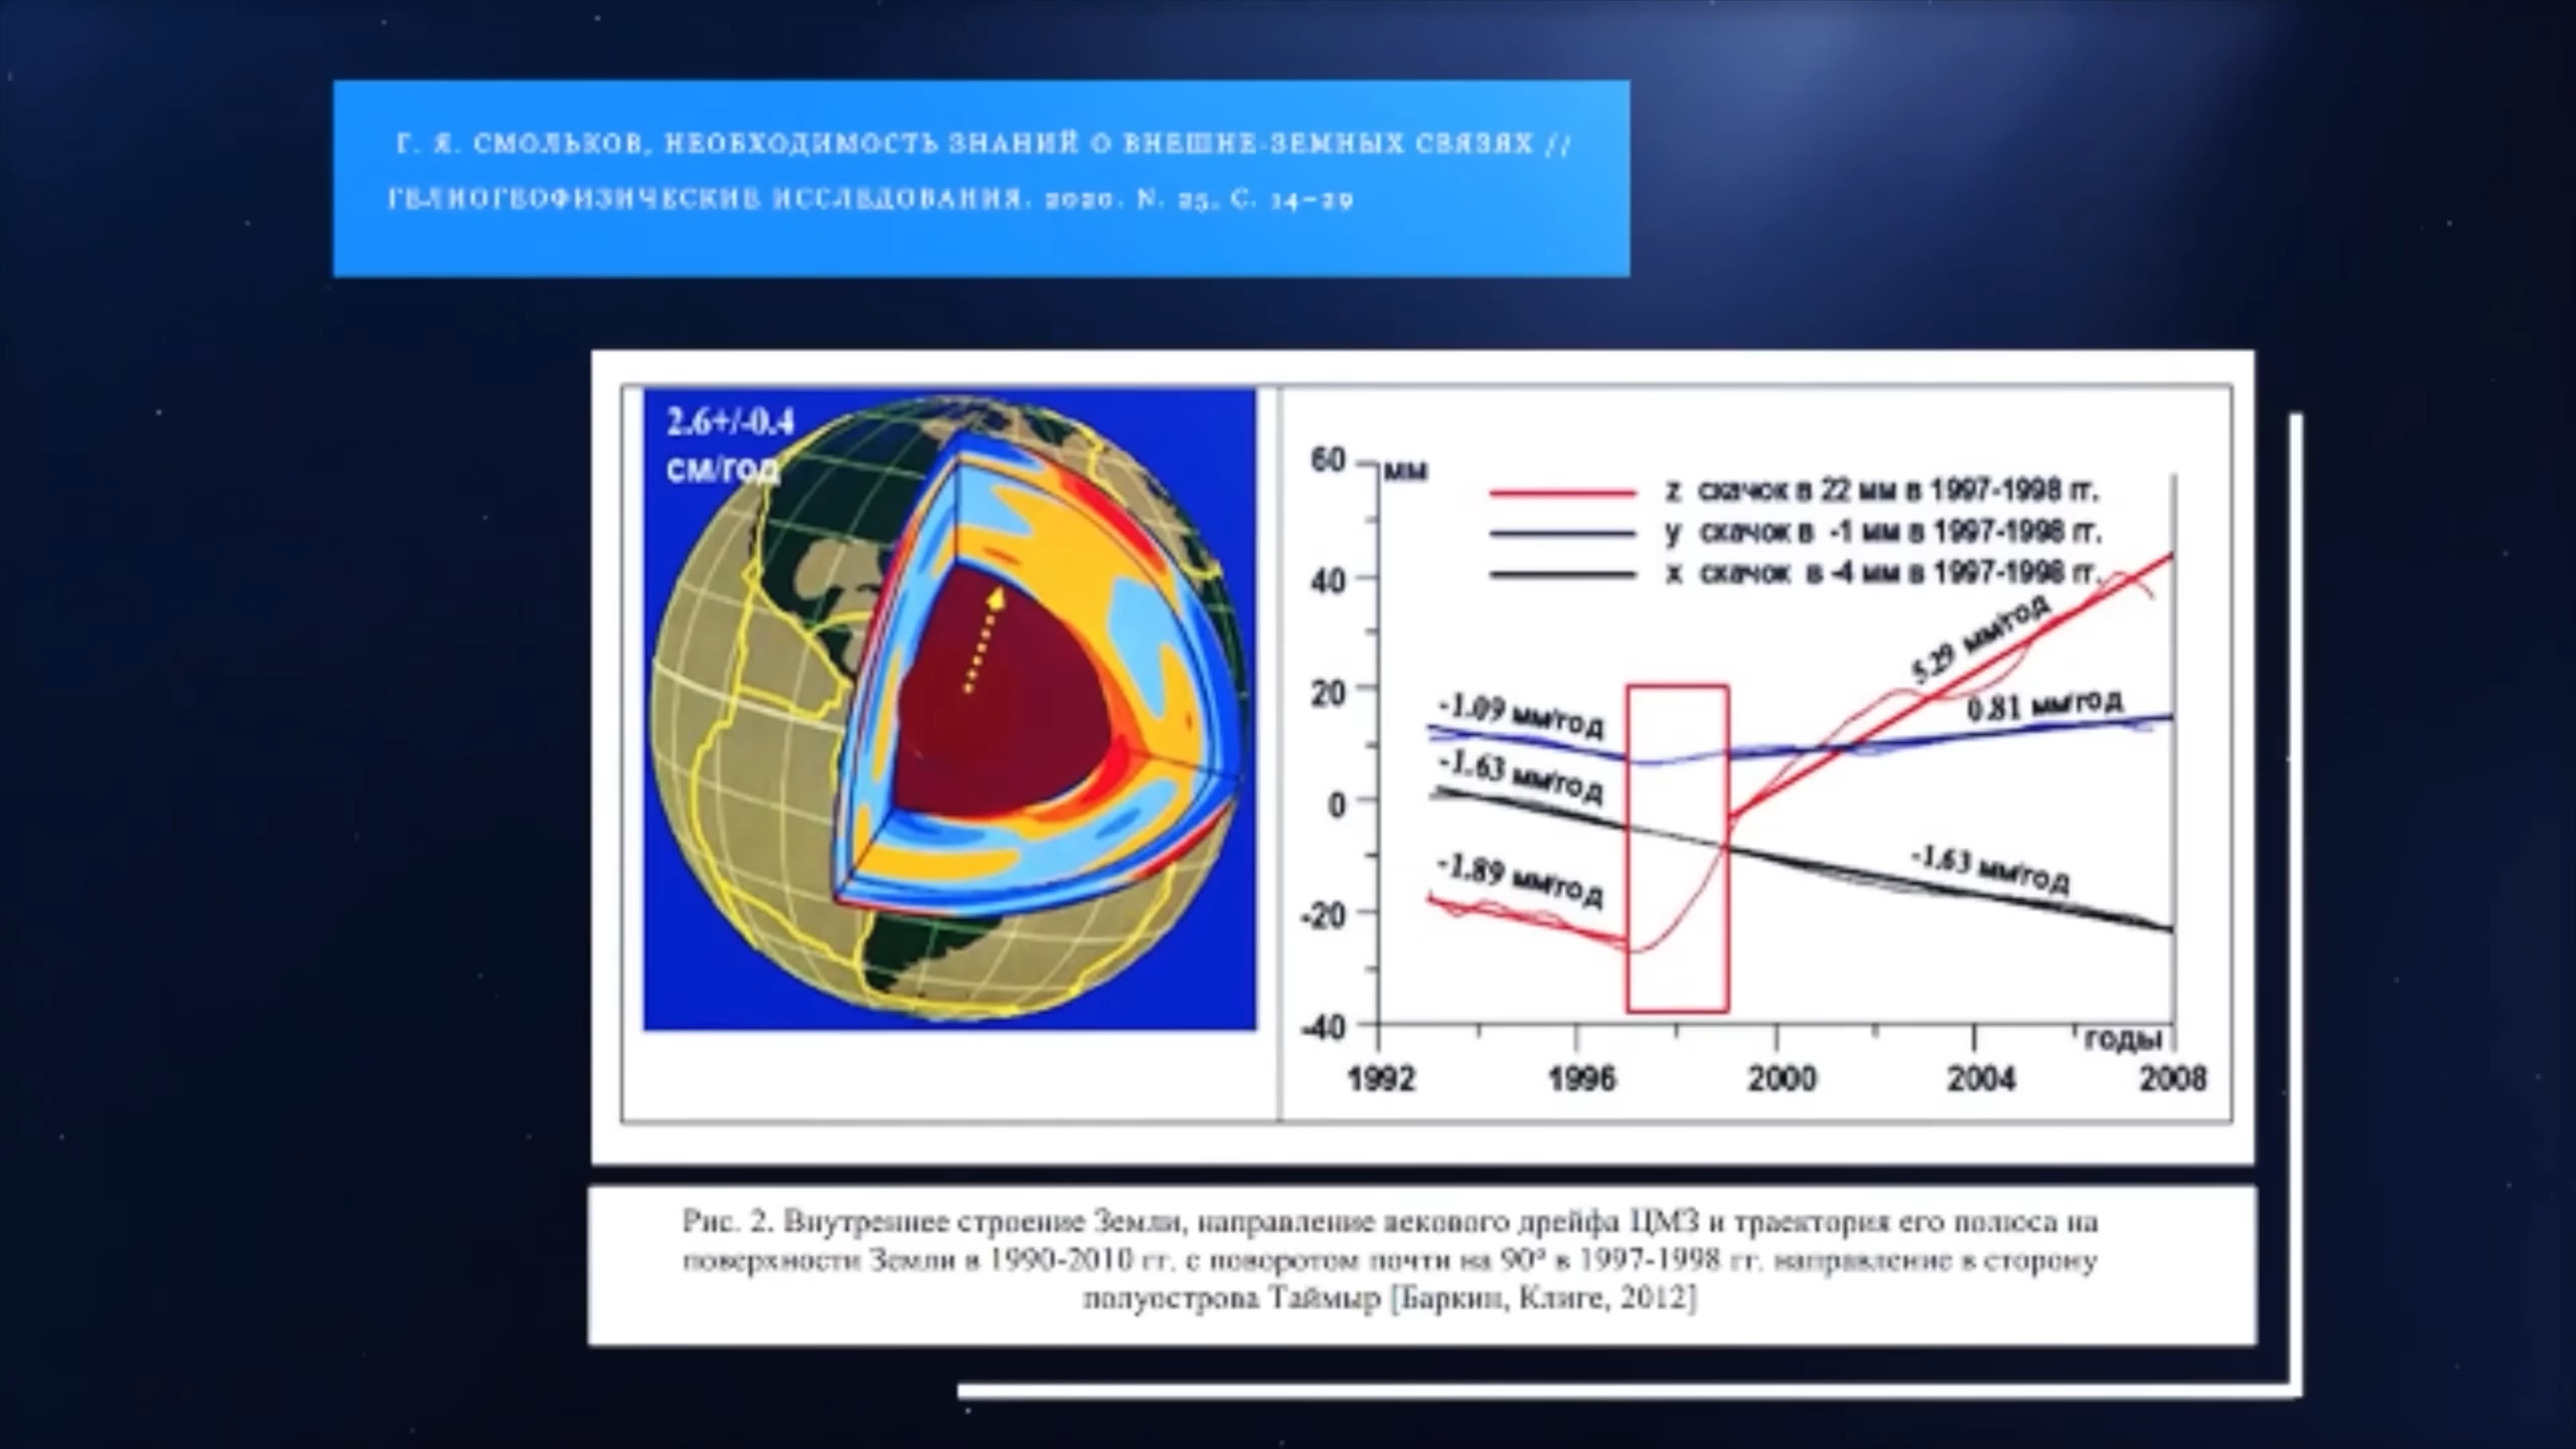 Г. Я. СМОЛЬКОВ, НЕОБХОДИМОСТЬ ЗНАНИЙ О ВНЕШНЕ-ЗЕМНЫХ СВЯЗЯХ //
ГЕЛИОГЕОФИЗИЧЕСКИЕ ИССЛЕДОВАНИЯ. 2020. N. 25. С. 14–29
2.6+/-0.4
см/год
60
мм
z скачок в 22 мм в 1997-1998 гг.
y скачок в -1 мм в 1997-1998 гг.
x скачок в -4 мм в 1997-1998 гг.
40
5.29 мм/год
20
-1.09 мм/год
0.81 мм/год
-1.63 мм/год
0
-1.89 мм/год
-1.63 мм/год
-20
-40
годы
1992 1996 2000 2004 2008
Рис. 2. Внутреннее строение Земли, направление векового дрейфа ЦМЗ и траектория его полюса на
поверхности Земли в 1990-2010 гг. с поворотом почти на 90° в 1997-1998 гг. направление в сторону
полуострова Таймыр [Баркин, Клиге, 2012]